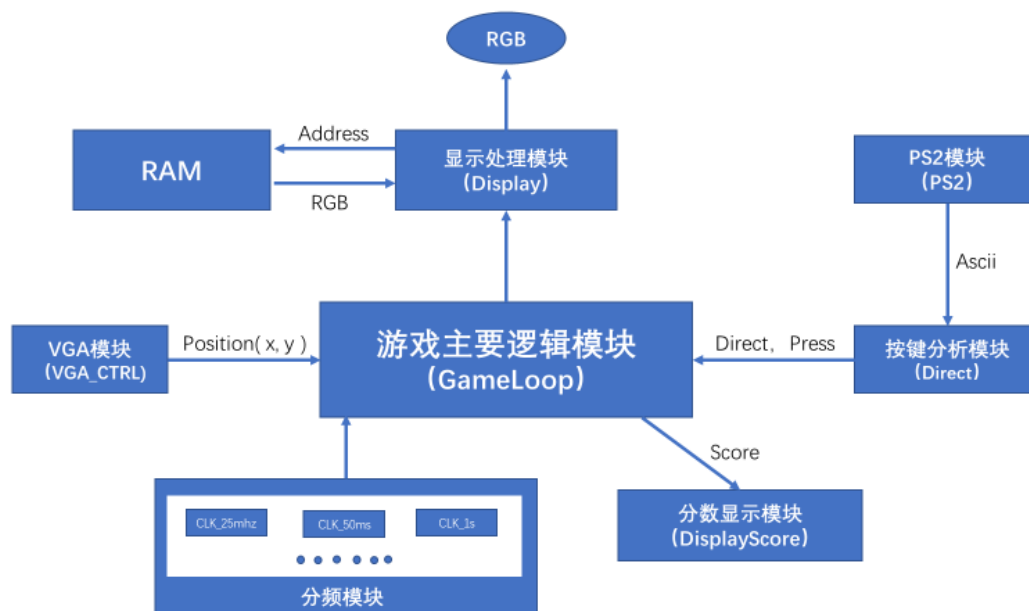 RGB
Address
RAM
显示处理模块
（Display）
RGB
PS2模块
（PS2）
Ascii
VGA模块
（VGA_CTRL)
Position( x, y )
游戏主要逻辑模块
（GameLoop）
Direct，Press
按键分析模块
（Direct）
Score
CLK_25mhz
CLK_50ms
CLK_1s
分频模块
分数显示模块
（DisplayScore）